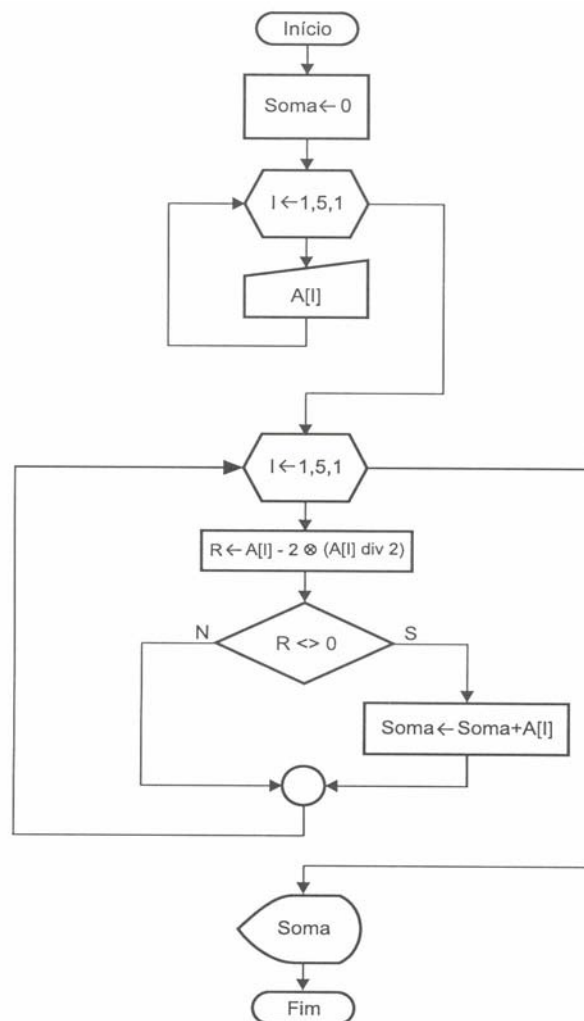 Início
Soma ← 0
I ← 1,5,1
A[I]
I ← 1,5,1
R ← A[I] - 2 ⊗ (A[I] div 2)
N
R <> 0
S
Soma ← Soma+A[I]
Soma
Fim